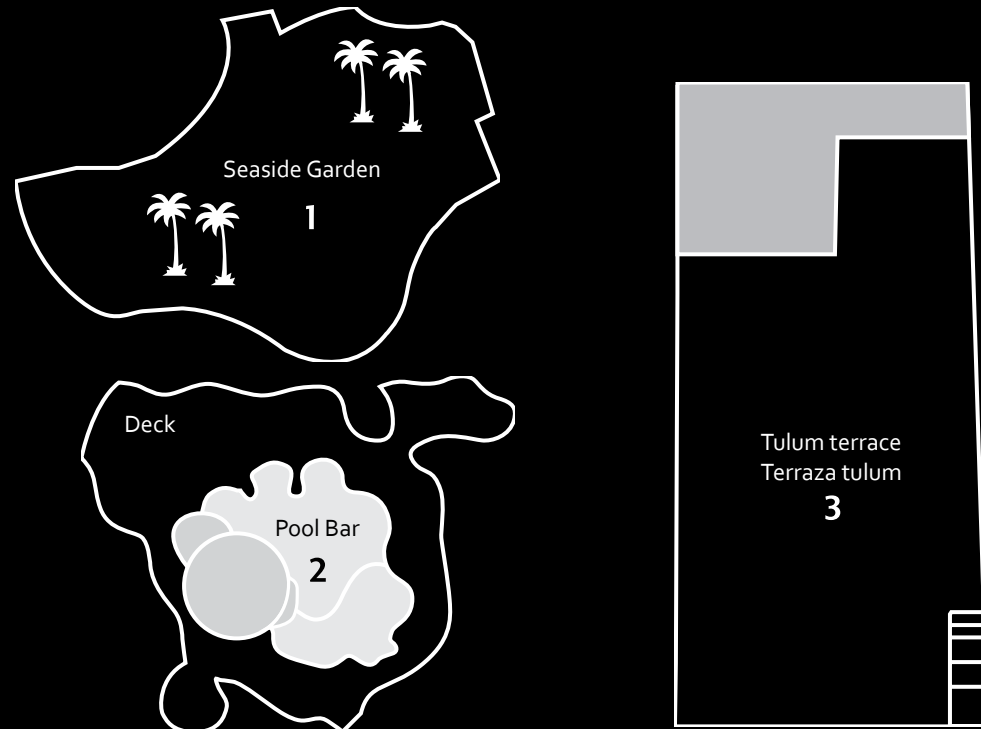 Seaside Garden
1
Deck
Pool Bar
2
Tulum terrace
Terraza tulum
3